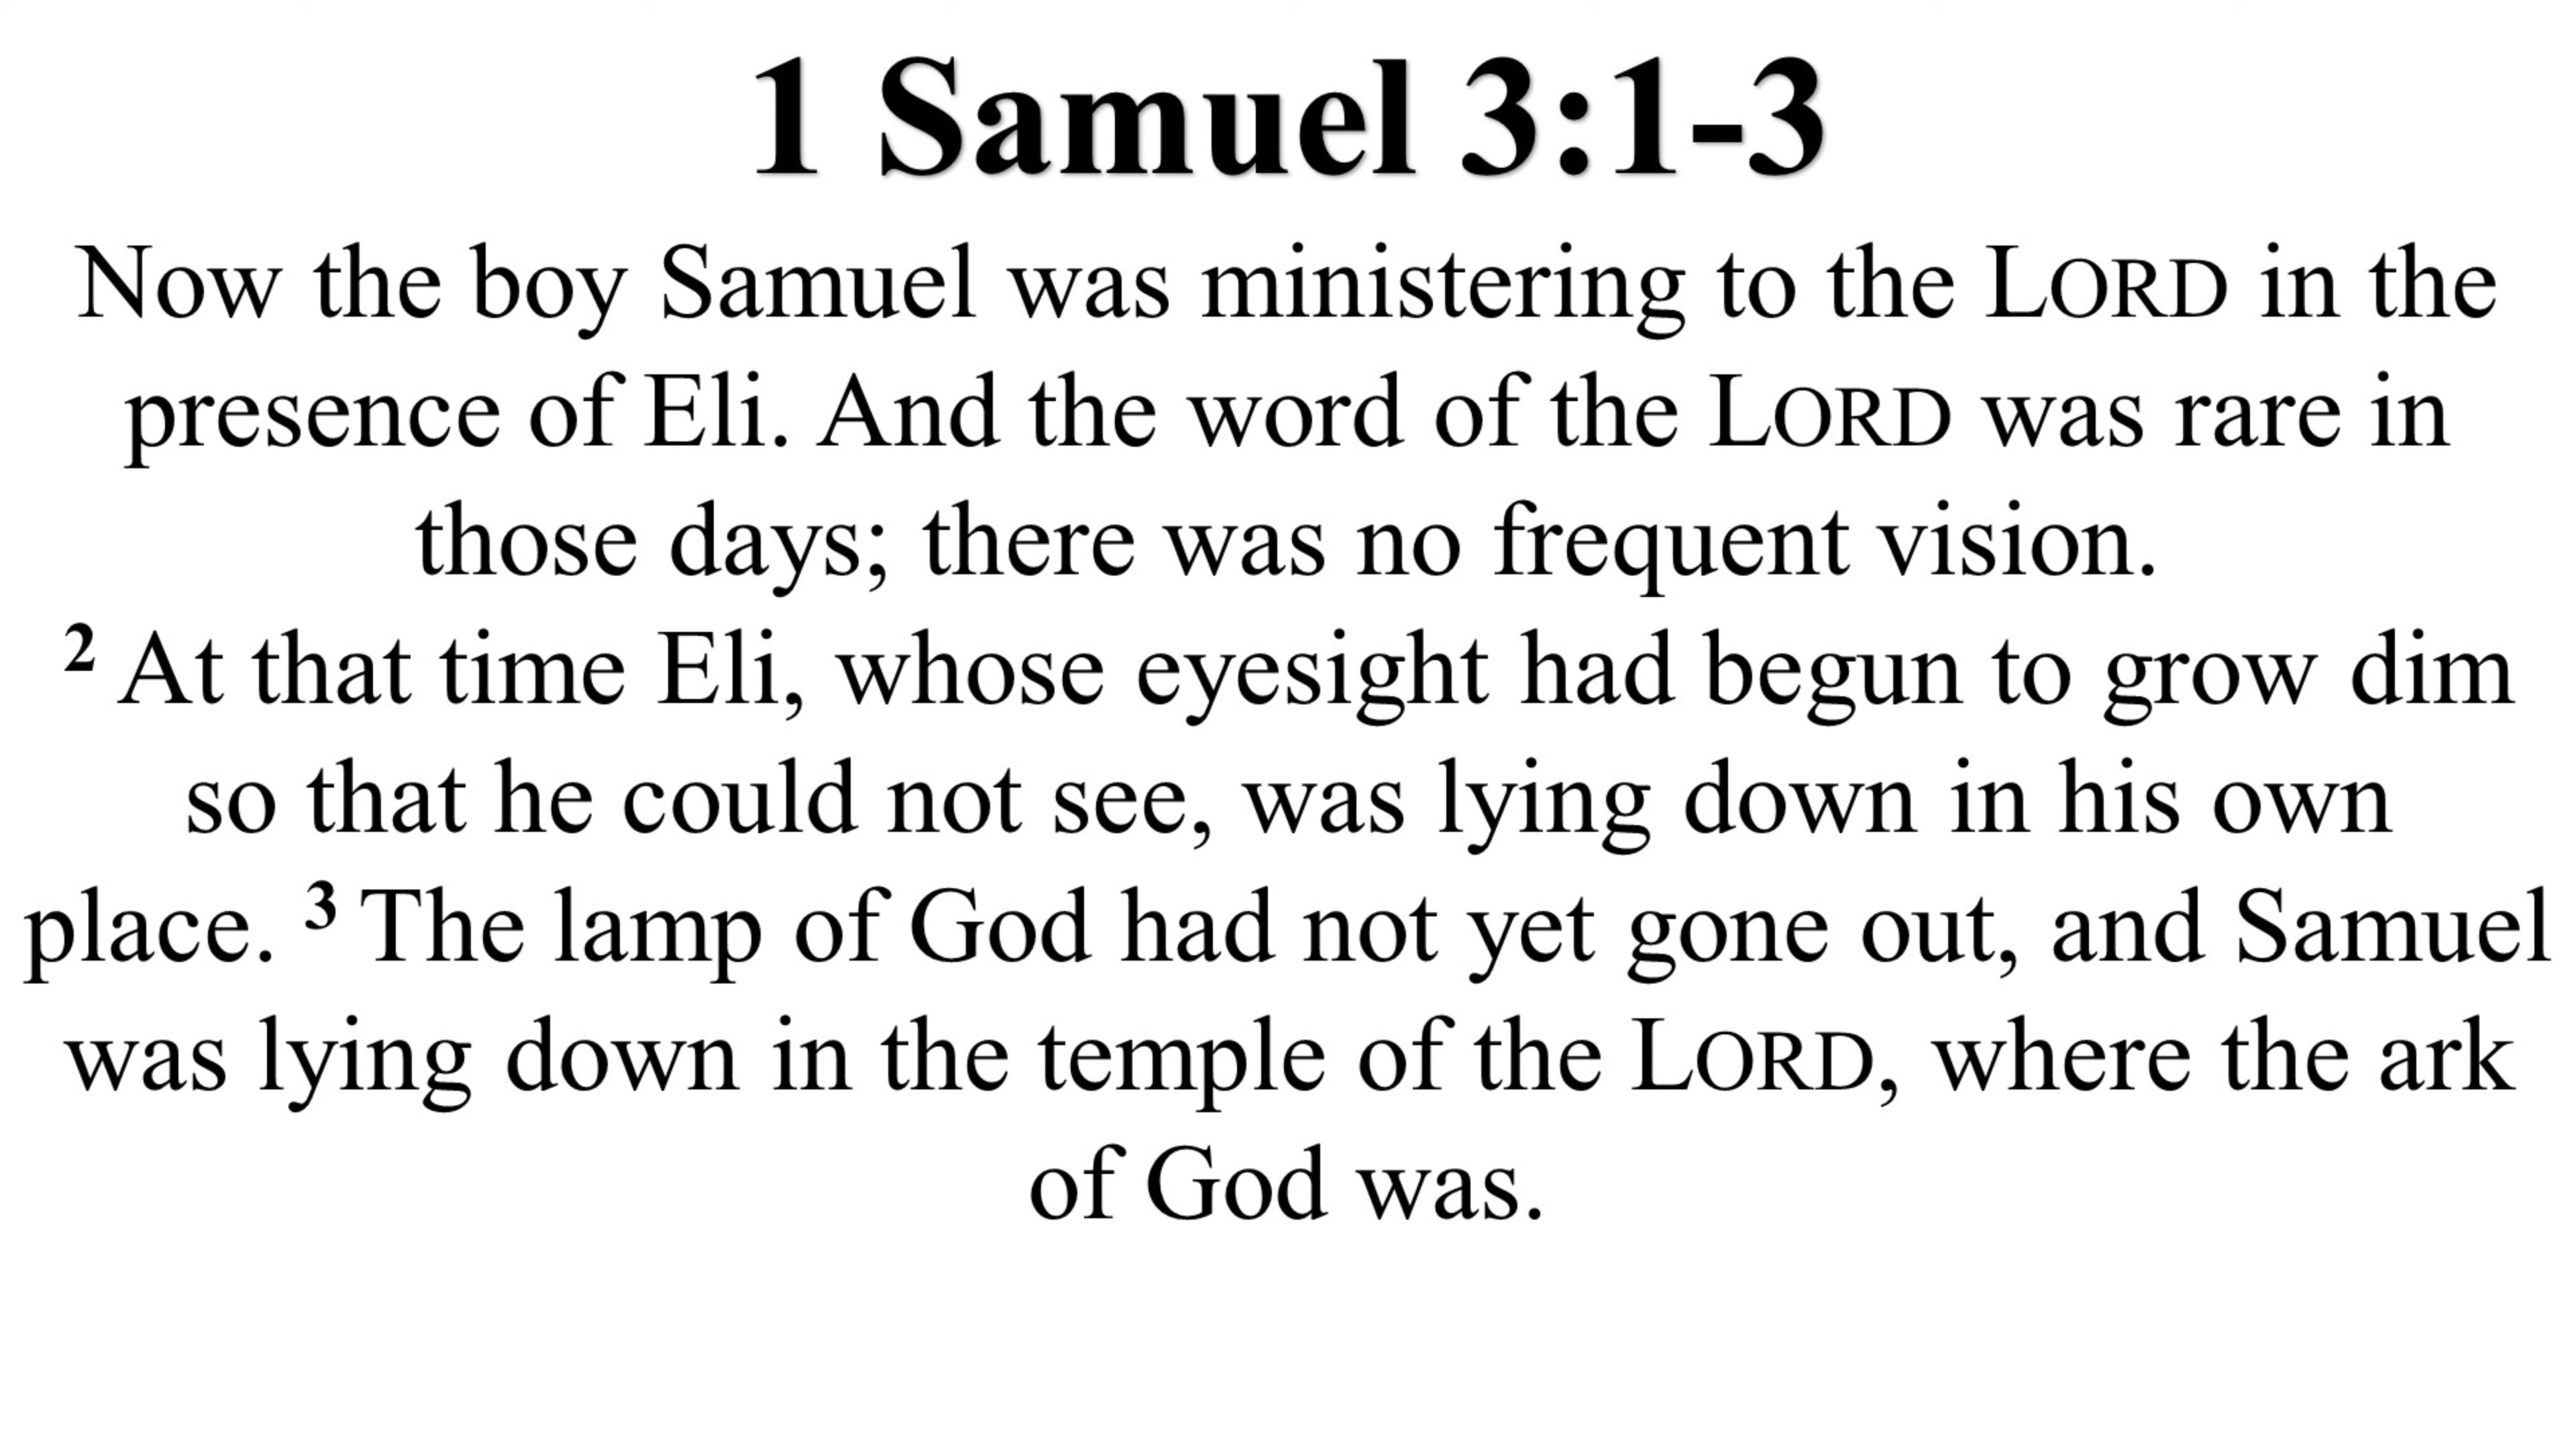 1 Samuel 3:1-3
Now the boy Samuel was ministering to the LORD in the
presence of Eli. And the word of the LORD was rare in
those days; there was no frequent vision.
2 At that time Eli, whose eyesight had begun to grow dim
so that he could not see, was lying down in his own
place. 3 The lamp of God had not yet gone out, and Samuel
was lying down in the temple of the LORD, where the ark
of God was.